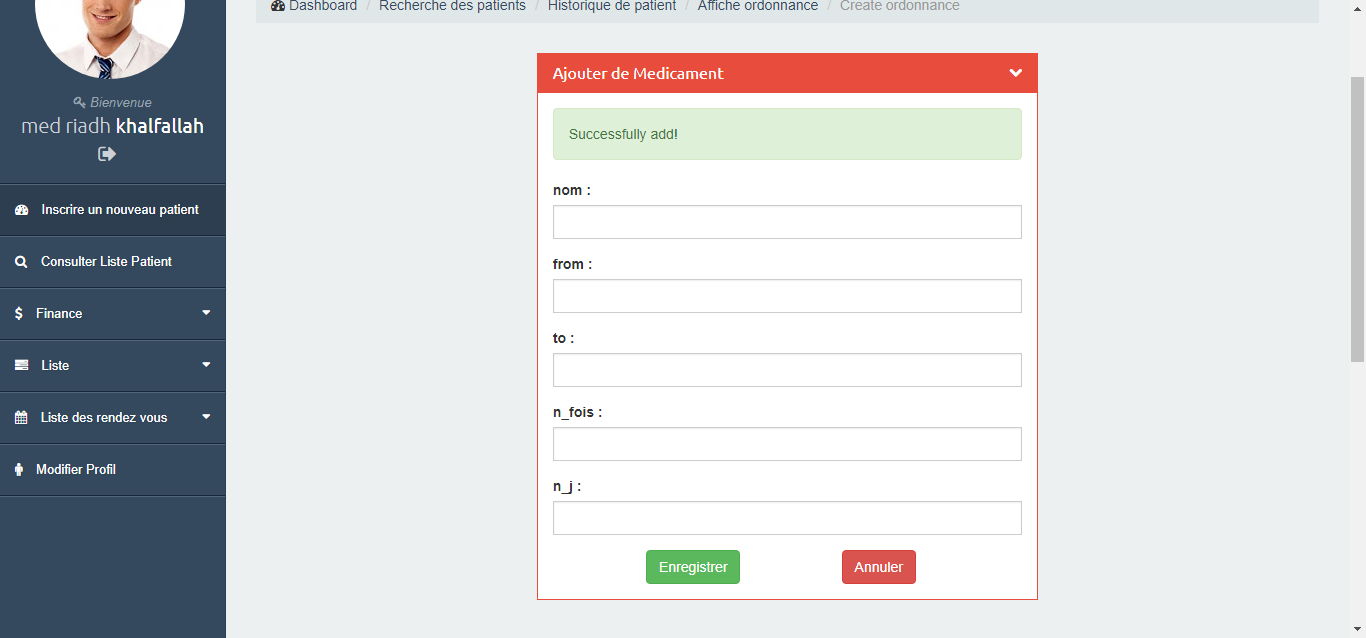 Dashboard / Recherche des patients / Historique de patient / Affiche ordonnance / Create ordonnance
Bienvenue
med riadh khalfallah
Inscrire un nouveau patient
Consulter Liste Patient
Finance
Liste
Liste des rendez vous
Modifier Profil
Ajouter de Medicament
Successfully add!
nom :
from :
to :
n_fois :
n_j :
Enregistrer
Annuler